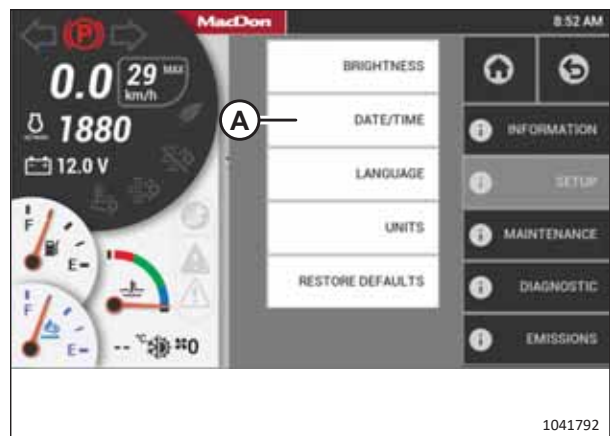 MacDon
8:52 AM
P
0.0
29 MAX
km/h
1880
12.0 V
F
E
F
E
-- °C
0
BRIGHTNESS
A
DATE/TIME
LANGUAGE
UNITS
RESTORE DEFAULTS
INFORMATION
SETUP
MAINTENANCE
DIAGNOSTIC
EMISSIONS
1041792